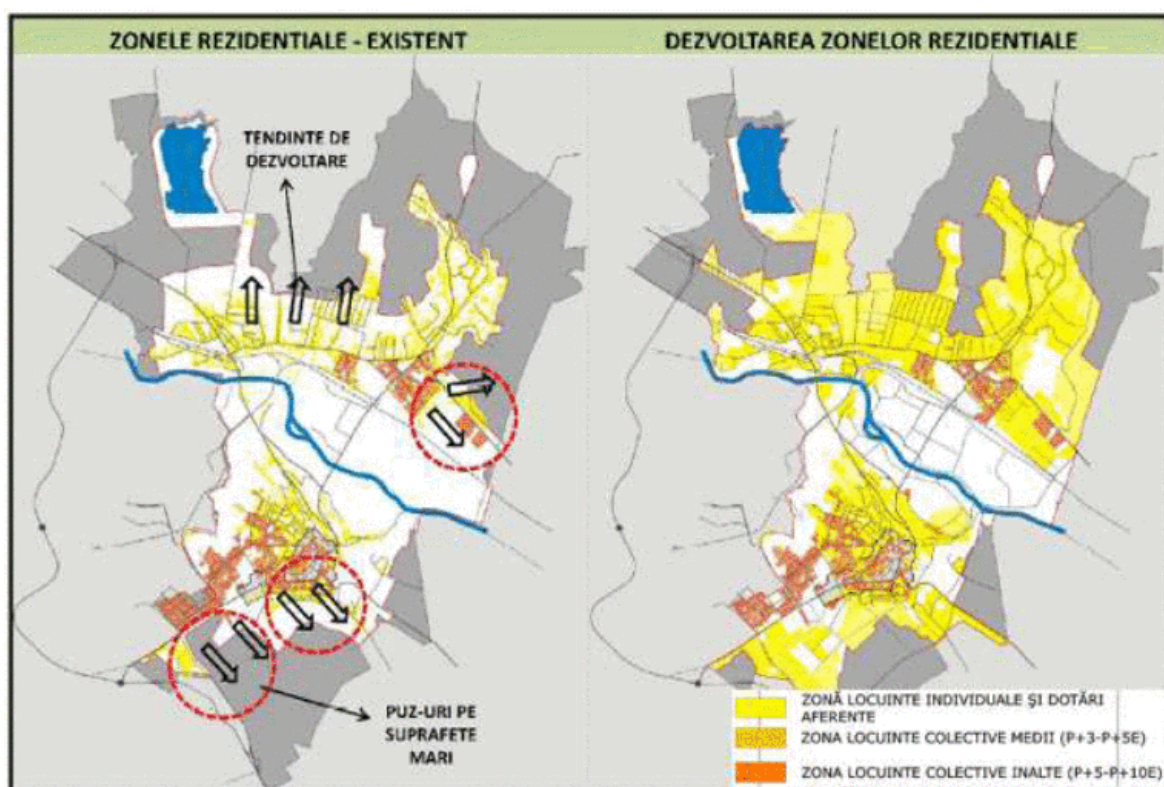 ZONELE REZIDENTIALE - EXISTENT
DEZVOLTAREA ZONELOR REZIDENTIALE
TENDINTE DE
DEZVOLTARE
PUZ-URI PE
SUPRAFETE
MARI
ZONĂ LOCUINTE INDIVIDUALE ŞI DOTĂRI
AFERENTE
ZONA LOCUINTE COLECTIVE MEDII (P+3-P+5E)
ZONA LOCUINTE COLECTIVE INALTE (P+5-P+10E)